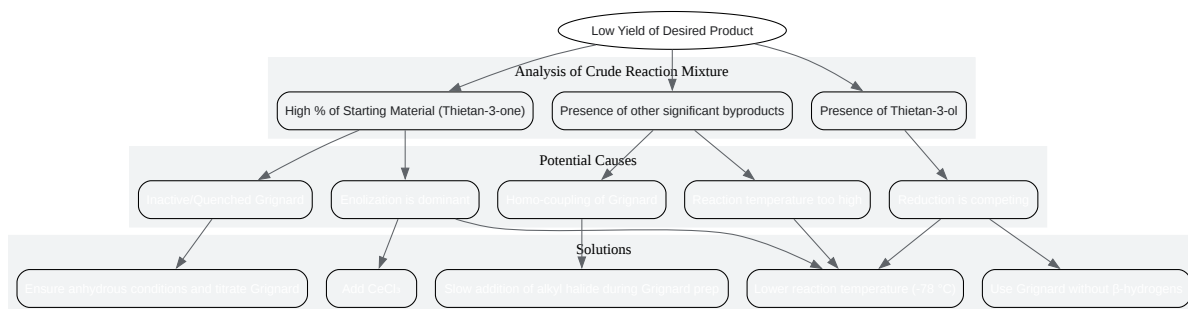 Low Yield of Desired Product
Analysis of Crude Reaction Mixture
High % of Starting Material (Thietan-3-one)
Presence of other significant byproducts
Presence of Thietan-3-ol
Potential Causes
Inactive/Quenched Grignard
Enolization is dominant
Homo-coupling of Grignard
Reaction temperature too high
Reduction is competing
Solutions
Ensure anhydrous conditions and titrate Grignard
Add CeCl₃
Slow addition of alkyl halide during Grignard prep
Lower reaction temperature (-78 °C)
Use Grignard without β-hydrogens